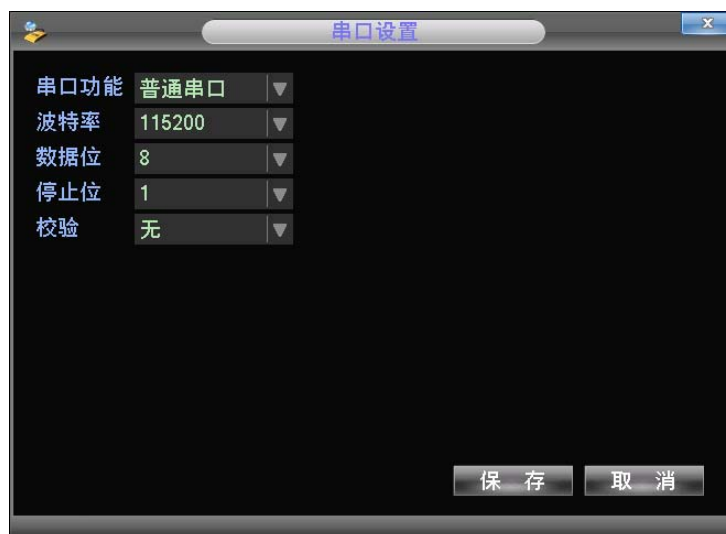 串口设置
串口功能 普通串口
波特率 115200
数据位 8
停止位 1
校验 无
保 存 取 消